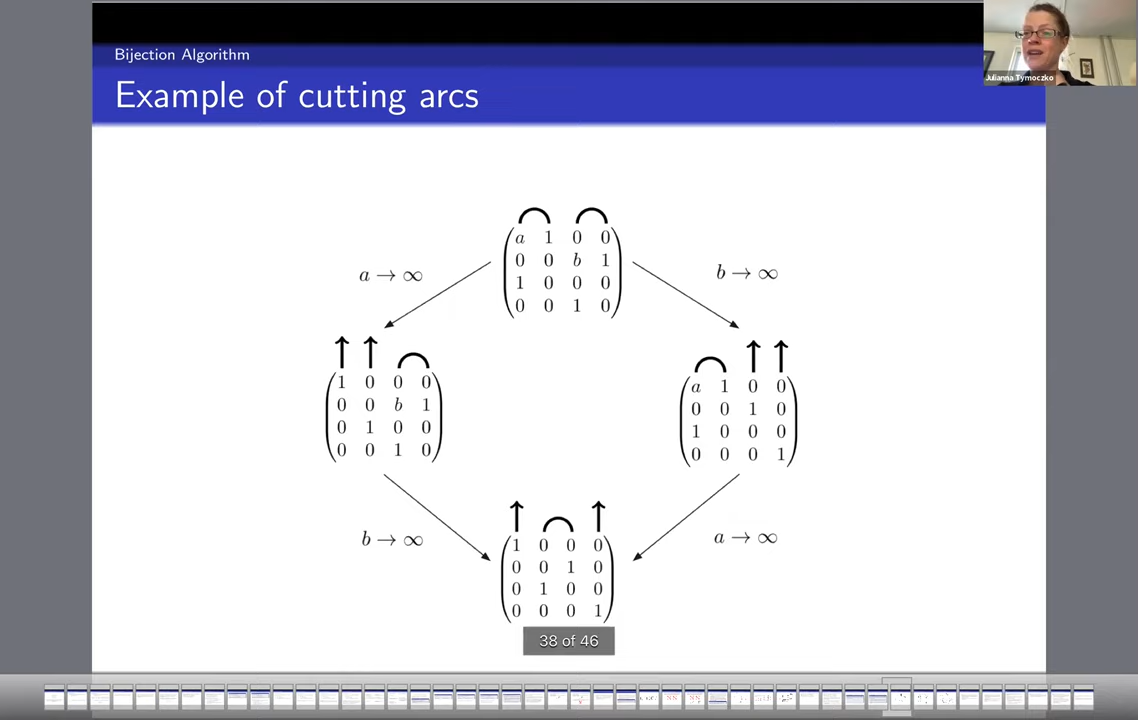 Bijection Algorithm
Example of cutting arcs
Julianna Tymoczko
a 1 0 0
0 0 b 1
1 0 0 0
0 0 1 0
a → ∞
b → ∞
1 0 0 0
0 0 b 1
0 1 0 0
0 0 1 0
a 1 0 0
0 0 1 0
1 0 0 0
0 0 0 1
b → ∞
a → ∞
1 0 0 0
0 0 1 0
0 1 0 0
0 0 0 1
38 of 46